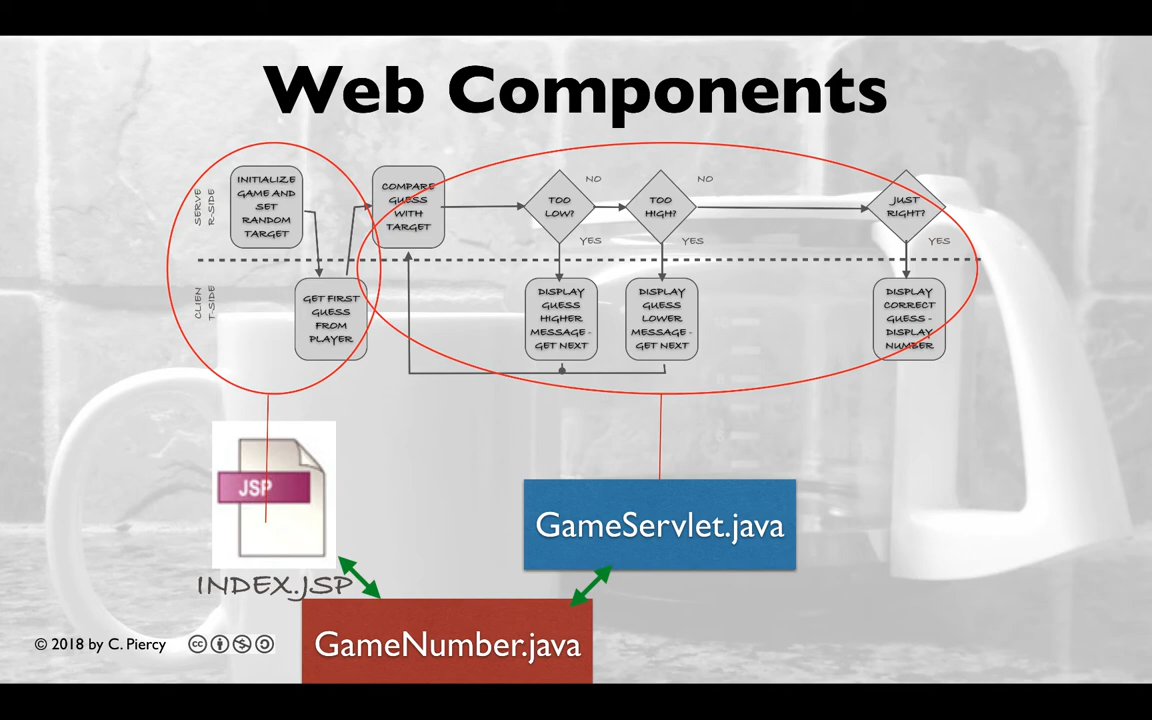 Web Components
SERVE
R-SIDE
INITIALIZE
GAME AND
SET
RANDOM
TARGET
COMPARE
GUESS
WITH
TARGET
TOO
LOW?
NO
YES
TOO
HIGH?
NO
YES
JUST
RIGHT?
YES
CLIEN
T-SIDE
GET FIRST
GUESS
FROM
PLAYER
DISPLAY
GUESS
HIGHER
MESSAGE -
GET NEXT
DISPLAY
GUESS
LOWER
MESSAGE -
GET NEXT
DISPLAY
CORRECT
GUESS -
DISPLAY
NUMBER
JSP
INDEX.JSP
GameServlet.java
GameNumber.java
© 2018 by C. Piercy
cc